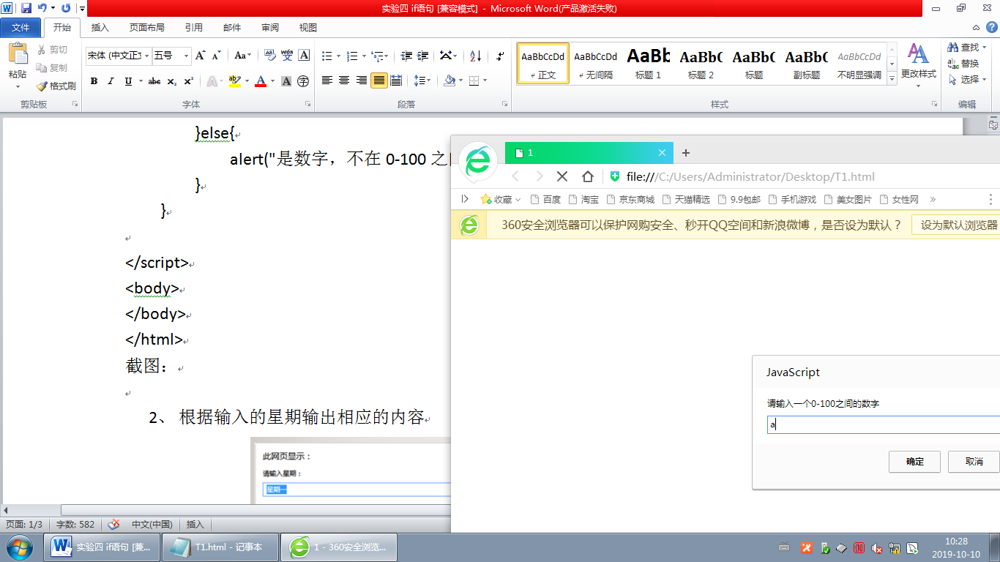 实验四 if语句 [兼容模式] - Microsoft Word(产品激活失败)
文件 开始 插入 页面布局 引用 邮件 审阅 视图
粘贴 剪切 复制 格式刷
宋体 (中文正文 五号
AaBbCcDd AaBbCcDd AaBb AaBbC AaBbC AaBbC AaBbCcDd
正文 无间隔 标题 1 标题 2 标题 副标题 不明显强调
更改样式
查找
替换
选择
剪贴板 字体 段落 样式 编辑
}else{
alert("是数字，不在 0-100 之
}
}
</script>
<body>
</body>
</html>
截图：
2、 根据输入的星期输出相应的内容
此网页显示：
请输入星期：
星期一
1
file:///C:/Users/Administrator/Desktop/T1.html
收藏 百度 淘宝 京东商城 天猫精选 9.9包邮 手机游戏 美女图片 女性网 »
360安全浏览器可以保护网购安全、秒开QQ空间和新浪微博，是否设为默认？ 设为默认浏览器
JavaScript
请输入一个0-100之间的数字
a
确定 取消
页面: 1/3 字数: 582 中文(中国) 插入
实验四 if语句 [兼... T1.html - 记事本 1 - 360安全浏览...
10:28
2019-10-10